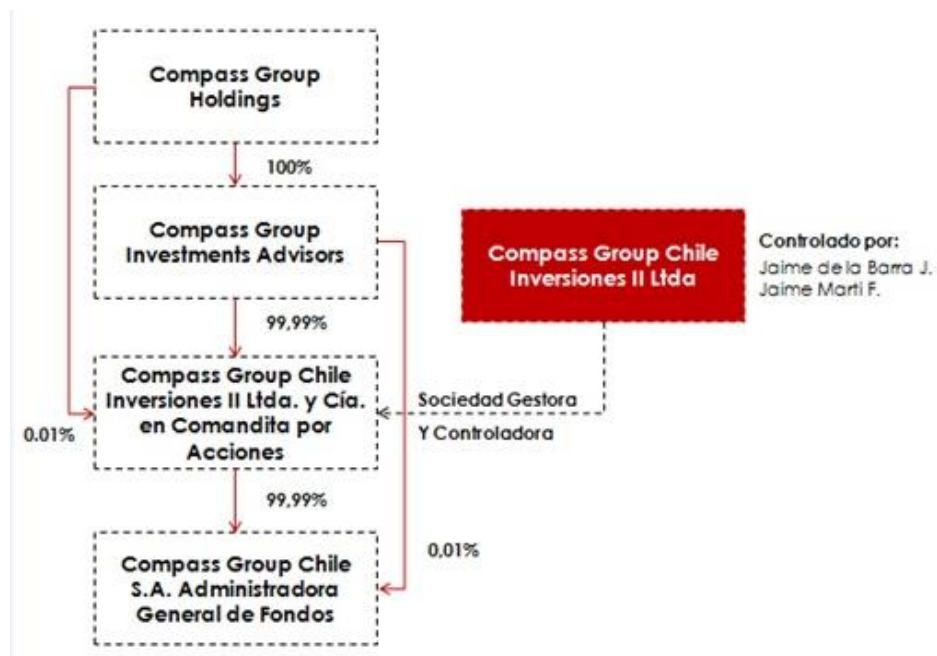 Compass Group
Holdings
100%
Compass Group
Investments Advisors
Compass Group Chile
Inversiones II Ltda
Controlado por:
Jaime de la Barra J.
Jaime Martí F.
99,99%
Compass Group Chile
Inversiones II Ltda. y Cía.
en Comandita por
Acciones
Sociedad Gestora
Y Controladora
0.01%
99,99%
0,01%
Compass Group Chile
S.A. Administradora
General de Fondos